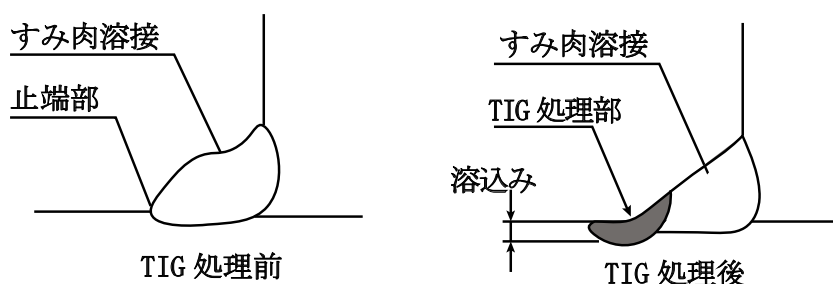 すみ肉溶接
止端部
TIG 処理前
すみ肉溶接
TIG 処理部
溶込み
TIG 処理後